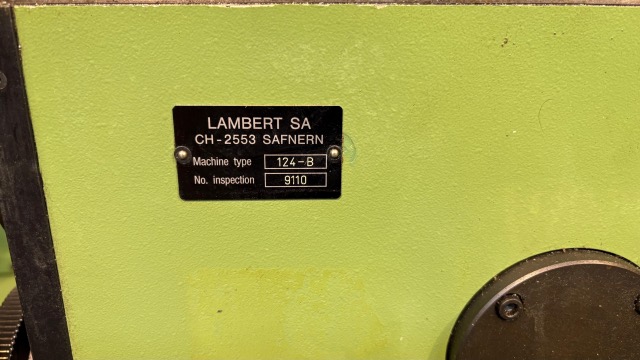 LAMBERT SA
CH-2553 SAFNERN
Machine type 124-B
No. inspection 9110